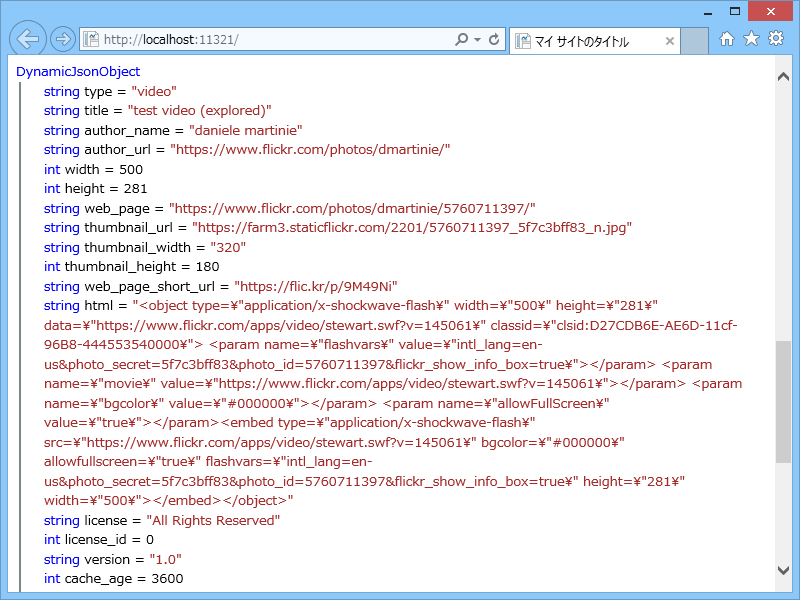 http://localhost:11321/
マイ サイトのタイトル
DynamicJsonObject
string type = "video"
string title = "test video (explored)"
string author_name = "daniele martinie"
string author_url = "https://www.flickr.com/photos/dmartinie/"
int width = 500
int height = 281
string web_page = "https://www.flickr.com/photos/dmartinie/5760711397/"
string thumbnail_url = "https://farm3.staticflickr.com/2201/5760711397_5f7c3bff83_n.jpg"
string thumbnail_width = "320"
int thumbnail_height = 180
string web_page_short_url = "https://flic.kr/p/9M49Ni"
string html = "<object type=¥"application/x-shockwave-flash¥" width=¥"500¥" height=¥"281¥"
data=¥"https://www.flickr.com/apps/video/stewart.swf?v=145061¥" classid=¥"clsid:D27CDB6E-AE6D-11cf-
96B8-444553540000¥"> <param name=¥"flashvars¥" value=¥"intl_lang=en-
us&photo_secret=5f7c3bff83&photo_id=5760711397&flickr_show_info_box=true¥"></param> <param
name=¥"movie¥" value=¥"https://www.flickr.com/apps/video/stewart.swf?v=145061¥"></param> <param
name=¥"bgcolor¥" value=¥"#000000¥"></param> <param name=¥"allowFullScreen¥"
value=¥"true¥"></param><embed type=¥"application/x-shockwave-flash¥"
src=¥"https://www.flickr.com/apps/video/stewart.swf?v=145061¥" bgcolor=¥"#000000¥"
allowfullscreen=¥"true¥" flashvars=¥"intl_lang=en-
us&photo_secret=5f7c3bff83&photo_id=5760711397&flickr_show_info_box=true¥" height=¥"281¥"
width=¥"500¥"></embed></object>"
string license = "All Rights Reserved"
int license_id = 0
string version = "1.0"
int cache_age = 3600